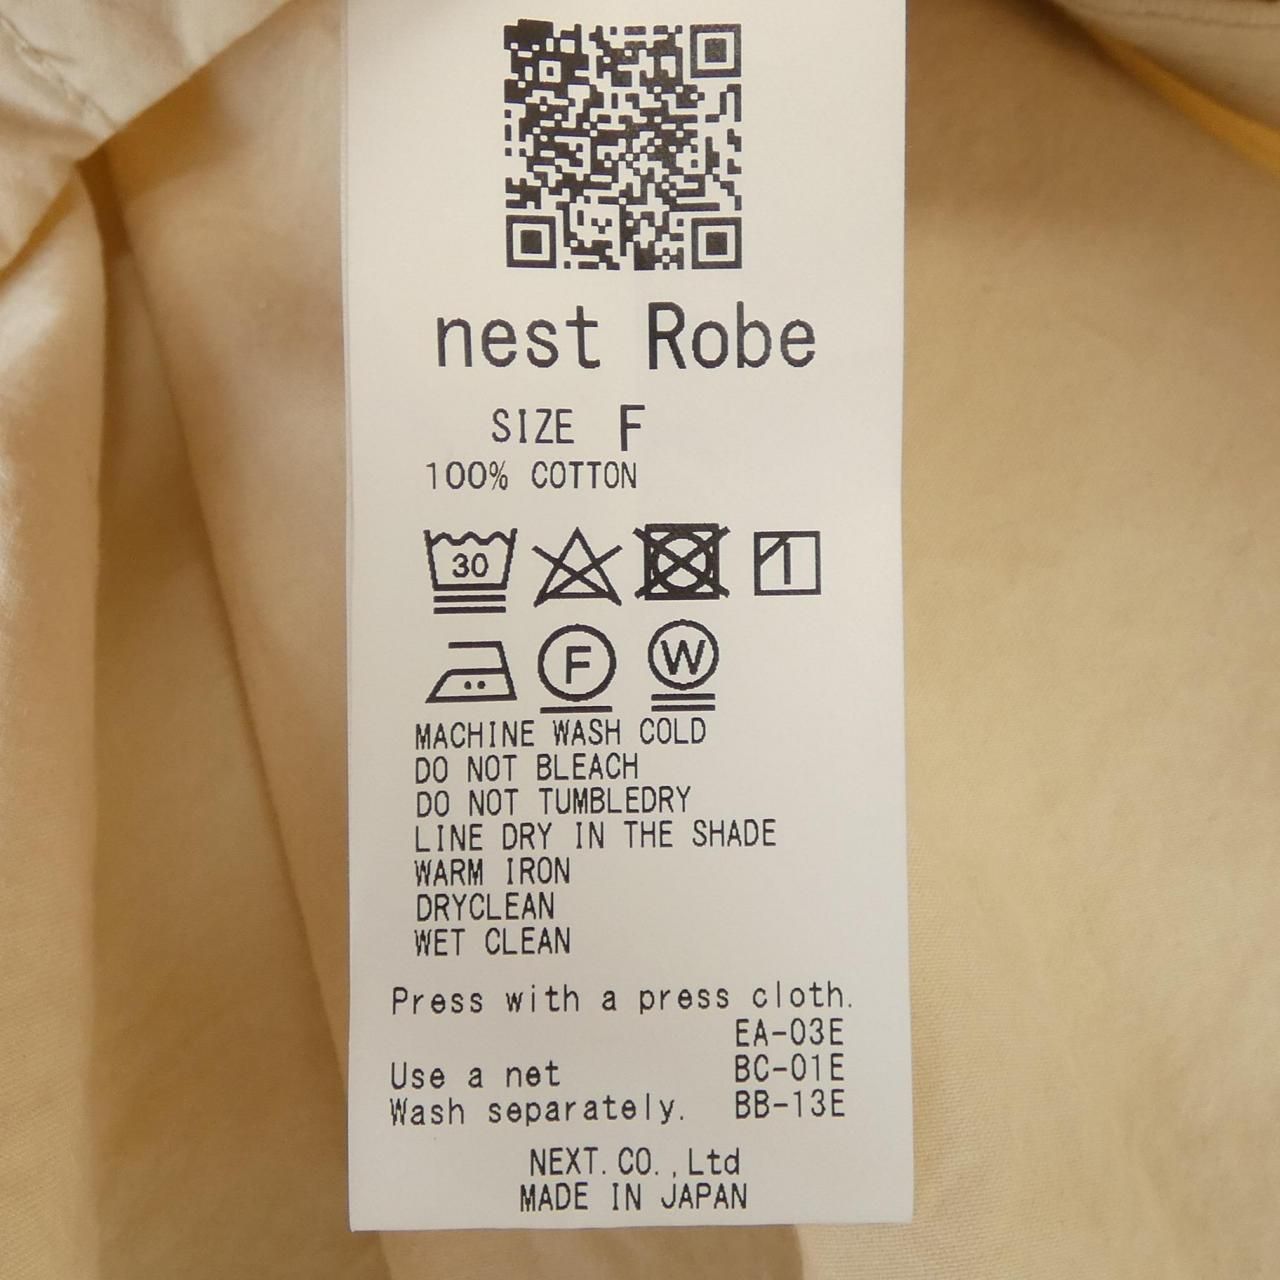 nest Robe
SIZE F
100% COTTON
30
F W
MACHINE WASH COLD
DO NOT BLEACH
DO NOT TUMBLEDRY
LINE DRY IN THE SHADE
WARM IRON
DRYCLEAN
WET CLEAN
Press with a press cloth.
EA-03E
Use a net BC-01E
Wash separately. BB-13E
NEXT.CO.,Ltd
MADE IN JAPAN